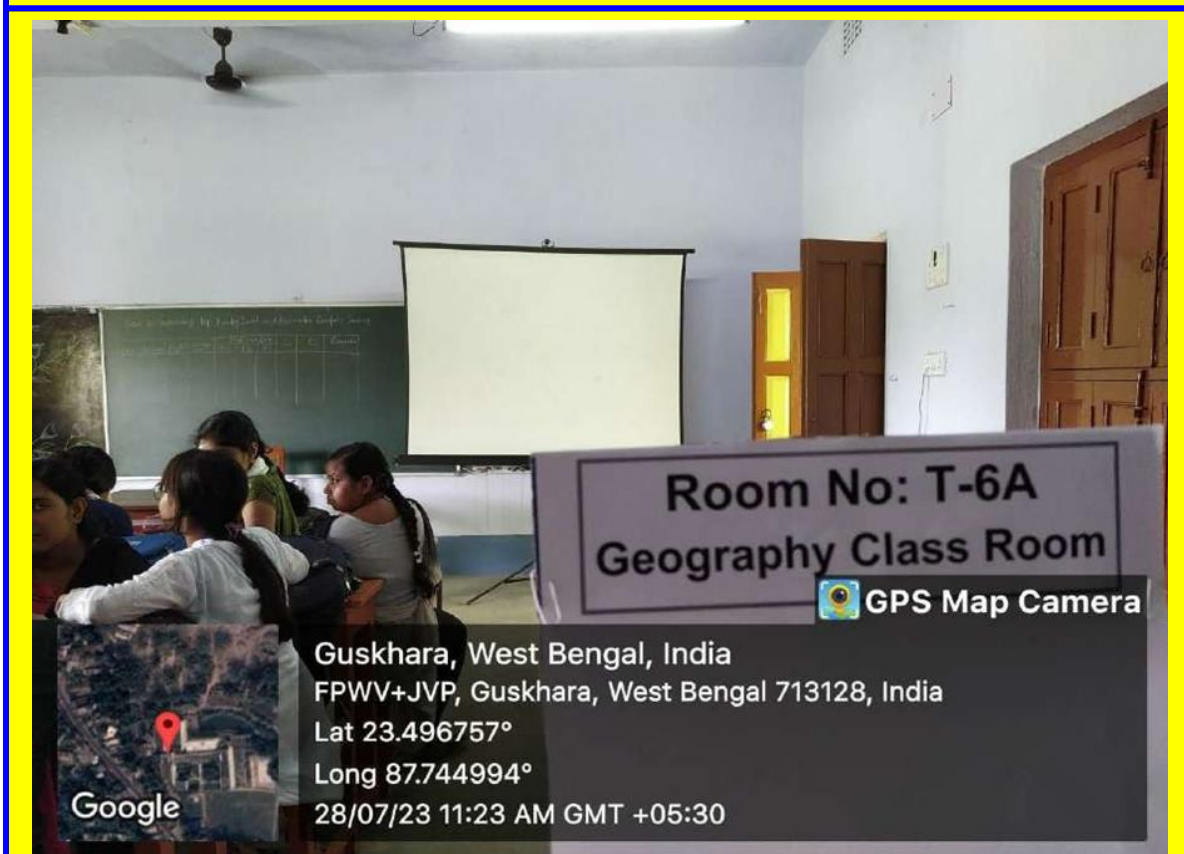 Room No: T-6A
Geography Class Room
GPS Map Camera
Guskhara, West Bengal, India
FPWV+JVP, Guskhara, West Bengal 713128, India
Lat 23.496757°
Long 87.744994°
28/07/23 11:23 AM GMT +05:30
Google